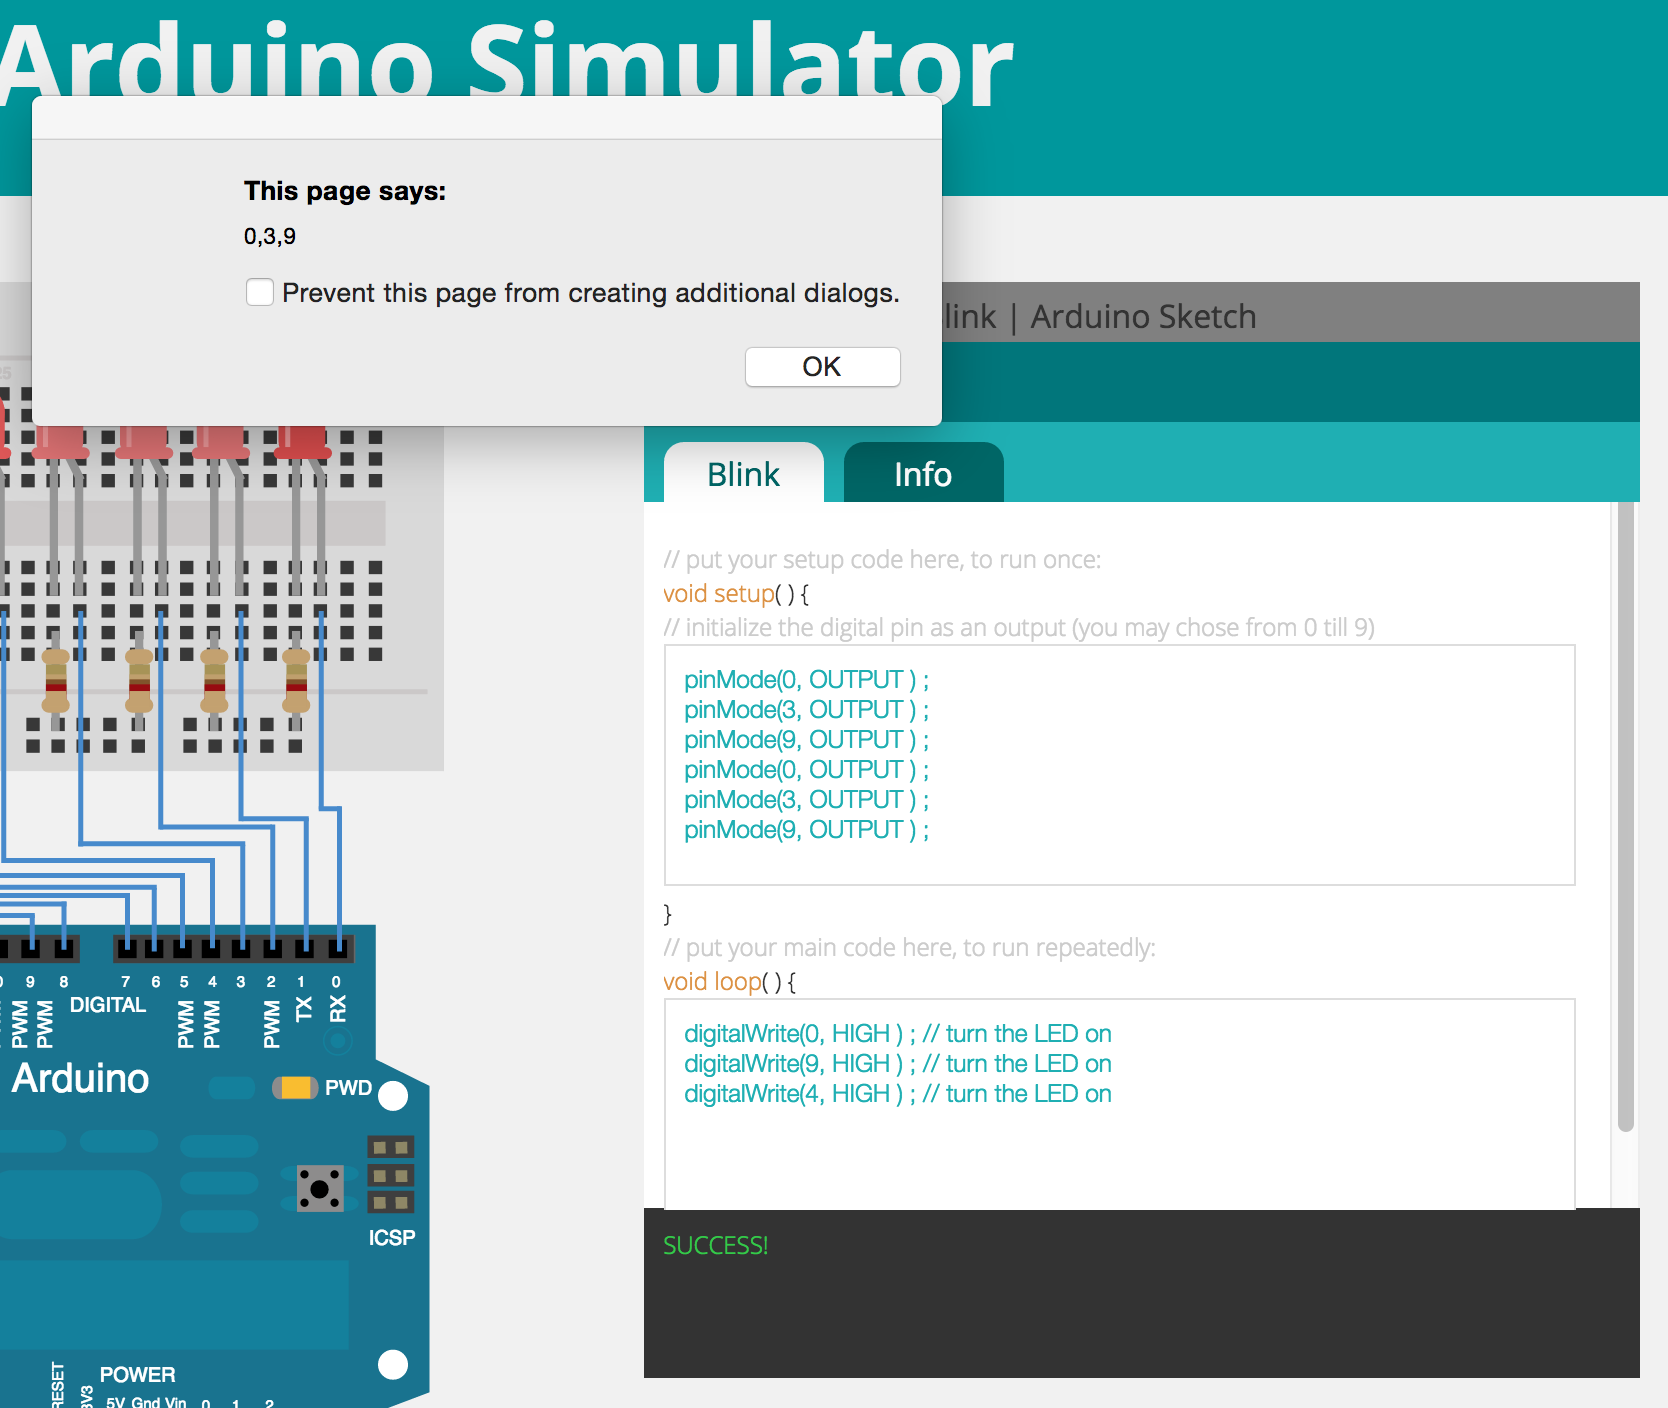 Arduino Simulator
This page says:
0,3,9
Prevent this page from creating additional dialogs.
OK
link | Arduino Sketch
Blink
Info
// put your setup code here, to run once:
void setup( ) {
// initialize the digital pin as an output (you may chose from 0 till 9)
pinMode(0, OUTPUT ) ;
pinMode(3, OUTPUT ) ;
pinMode(9, OUTPUT ) ;
pinMode(0, OUTPUT ) ;
pinMode(3, OUTPUT ) ;
pinMode(9, OUTPUT ) ;
}
// put your main code here, to run repeatedly:
void loop( ) {
digitalWrite(0, HIGH ) ; // turn the LED on
digitalWrite(9, HIGH ) ; // turn the LED on
digitalWrite(4, HIGH ) ; // turn the LED on
SUCCESS!
9 8 7 6 5 4 3 2 1 0
DIGITAL
PWM PWM PWM PWM PWM TX RX
Arduino
PWD
ICSP
POWER
RESET
3V3
5V Gnd Vin 0 1 2